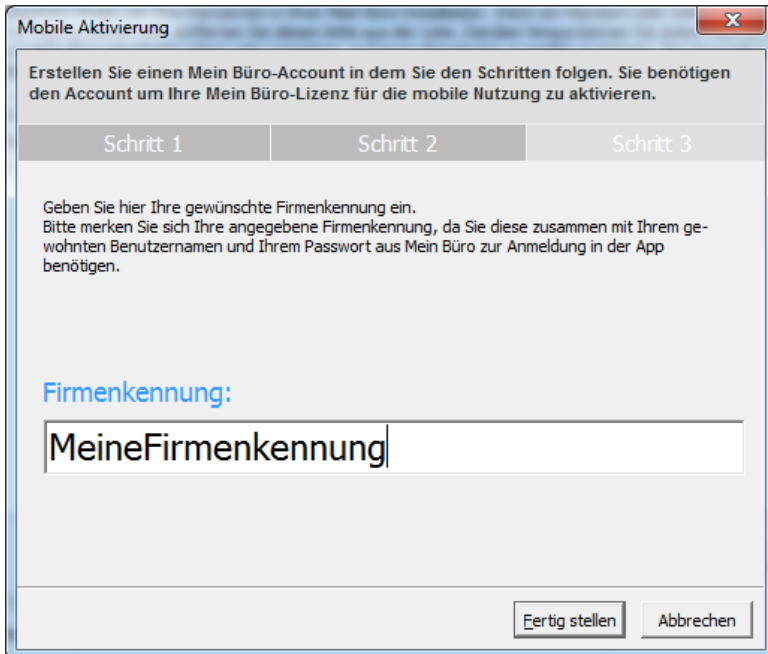 Mobile Aktivierung
Erstellen Sie einen Mein Büro-Account in dem Sie den Schritten folgen. Sie benötigen
den Account um Ihre Mein Büro-Lizenz für die mobile Nutzung zu aktivieren.
Schritt 1 Schritt 2 Schritt 3
Geben Sie hier Ihre gewünschte Firmenkennung ein.
Bitte merken Sie sich Ihre angegebene Firmenkennung, da Sie diese zusammen mit Ihrem ge-
wohnten Benutzernamen und Ihrem Passwort aus Mein Büro zur Anmeldung in der App
benötigen.
Firmenkennung:
MeineFirmenkennung
Fertig stellen Abbrechen